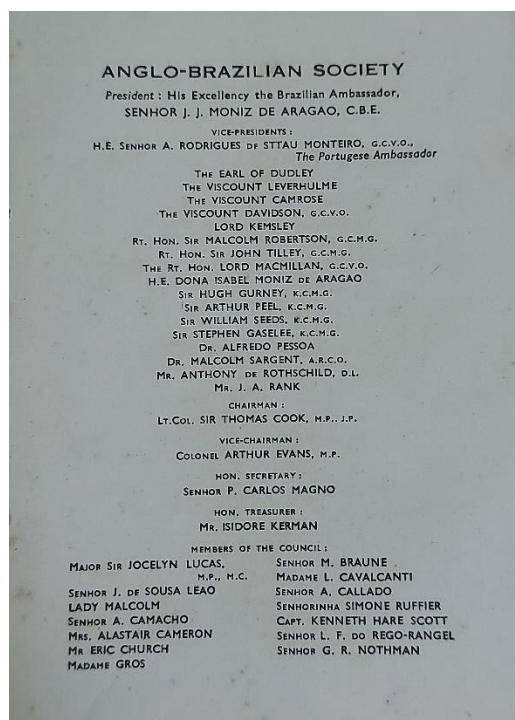 ANGLO-BRAZILIAN SOCIETY
President : His Excellency the Brazilian Ambassador,
SENHOR J. J. MONIZ DE ARAGAO, C.B.E.
VICE-PRESIDENTS :
H.E. SENHOR A. RODRIGUES DE STTAU MONTEIRO, G.C.V.O.,
The Portugese Ambassador
THE EARL OF DUDLEY
THE VISCOUNT LEVERHULME
THE VISCOUNT CAMROSE
THE VISCOUNT DAVIDSON, G.C.V.O.
LORD KEMSLEY
RT. HON. SIR MALCOLM ROBERTSON, G.C.M.G.
RT. HON. SIR JOHN TILLEY, G.C.M.G.
THE RT. HON. LORD MACMILLAN, G.C.V.O.
H.E. DONA ISABEL MONIZ DE ARAGAO
SIR HUGH GURNEY, K.C.M.G.
SIR ARTHUR PEEL, K.C.M.G.
SIR WILLIAM SEEDS, K.C.M.G.
SIR STEPHEN GASELEE, K.C.M.G.
DR. ALFREDO PESSOA
DR. MALCOLM SARGENT, A.R.C.O.
MR. ANTHONY DE ROTHSCHILD, D.L.
MR. J. A. RANK
CHAIRMAN :
LT.COL. SIR THOMAS COOK, M.P., J.P.
VICE-CHAIRMAN :
COLONEL ARTHUR EVANS, M.P.
HON. SECRETARY :
SENHOR P. CARLOS MAGNO
HON. TREASURER :
MR. ISIDORE KERMAN
MEMBERS OF THE COUNCIL :
MAJOR SIR JOCELYN LUCAS,
M.P., M.C.
SENHOR J. DE SOUSA LEAO
LADY MALCOLM
SENHOR A. CAMACHO
MRS. ALASTAIR CAMERON
MR ERIC CHURCH
MADAME GROS
SENHOR M. BRAUNE
MADAME L. CAVALCANTI
SENHOR A. CALLADO
SENHORINHA SIMONE RUFFIER
CAPT. KENNETH HARE SCOTT
SENHOR L. F. DO REGO-RANGEL
SENHOR G. R. NOTHMAN